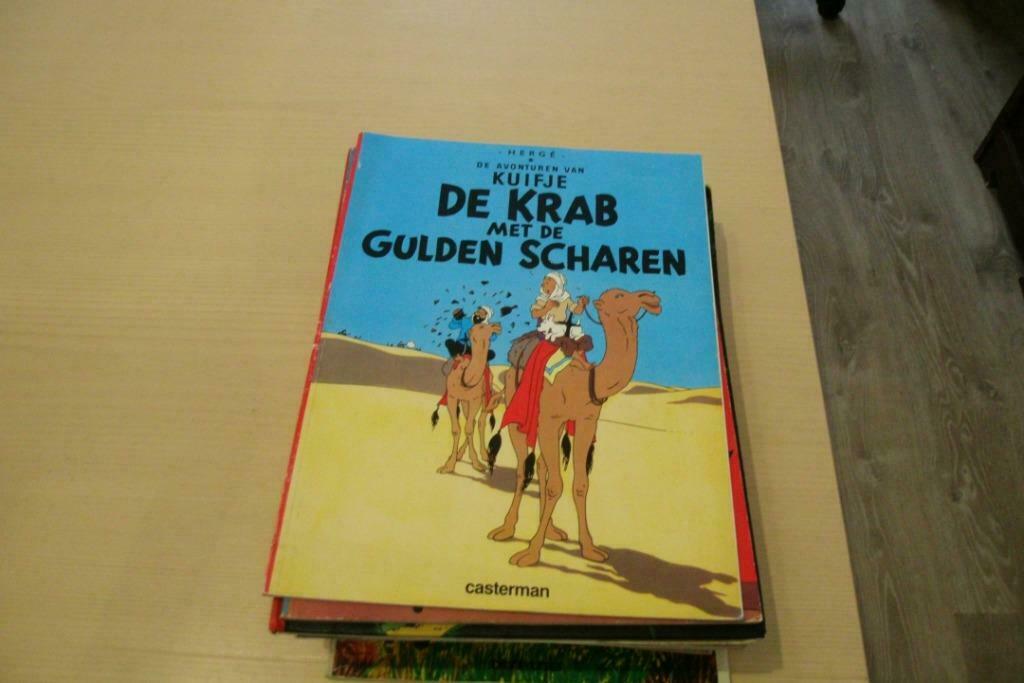 - HERGÉ -
DE AVONTUREN VAN
KUIFJE
DE KRAB
MET DE
GULDEN SCHAREN
casterman